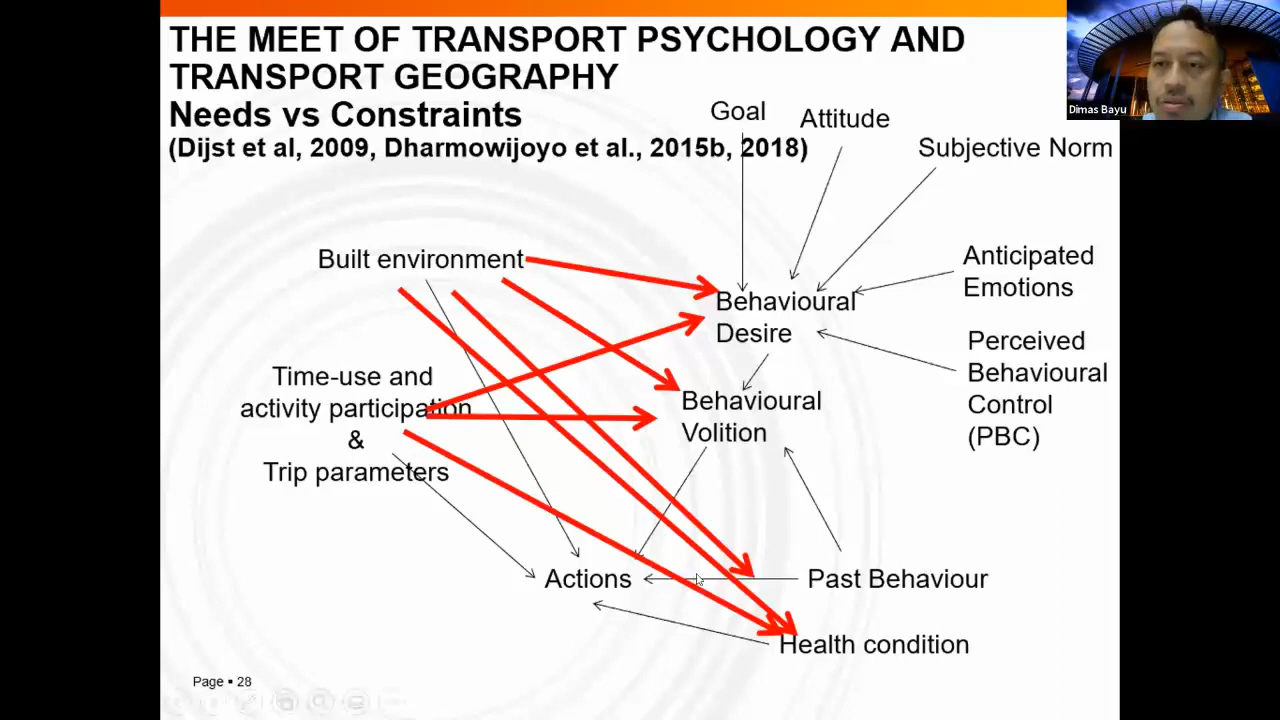 THE MEET OF TRANSPORT PSYCHOLOGY AND
TRANSPORT GEOGRAPHY
Needs vs Constraints
(Dijst et al, 2009, Dharmowijoyo et al., 2015b, 2018)
Dimas Bayu
Goal
Attitude
Subjective Norm
Built environment
Anticipated
Emotions
Behavioural
Desire
Perceived
Behavioural
Control
(PBC)
Time-use and
activity participation
&
Trip parameters
Behavioural
Volition
Actions
Past Behaviour
Health condition
Page ▪ 28